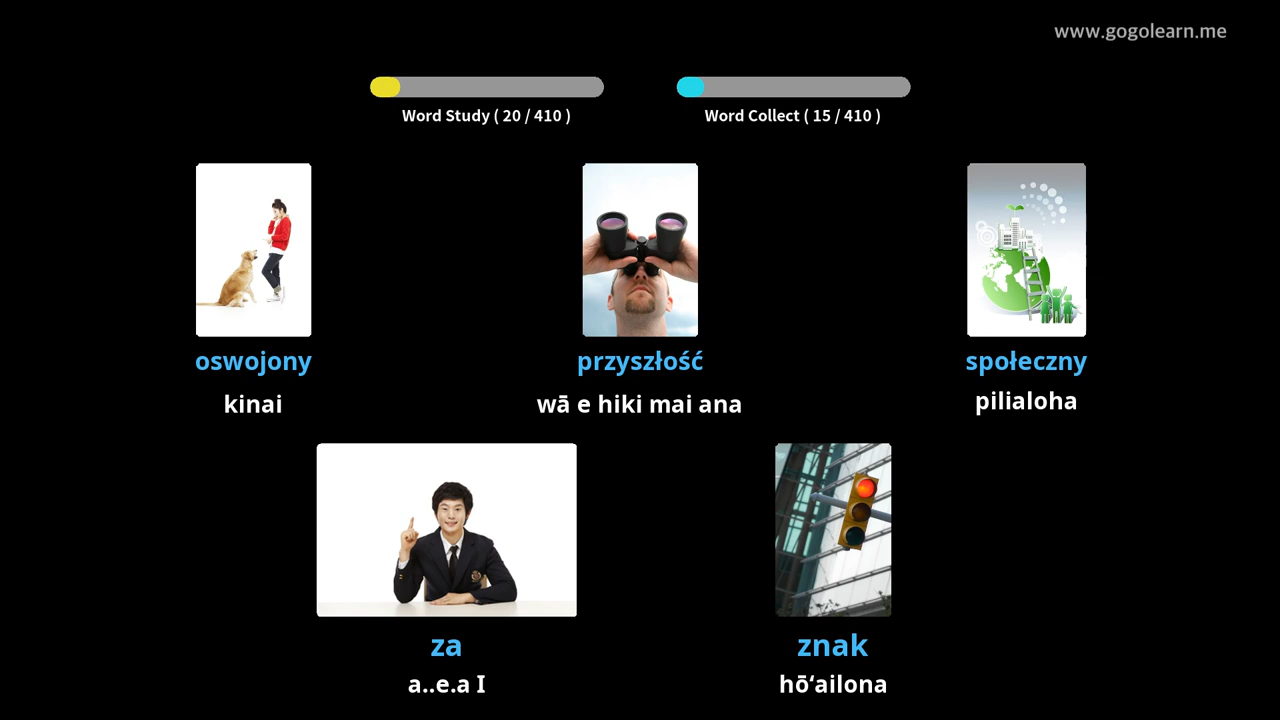 www.gogolearn.me
Word Study ( 20 / 410 )
Word Collect ( 15 / 410 )
oswojony
przyszłość
społeczny
kinai
wā e hiki mai ana
pilialoha
za
znak
a..e.a I
hōʻailona